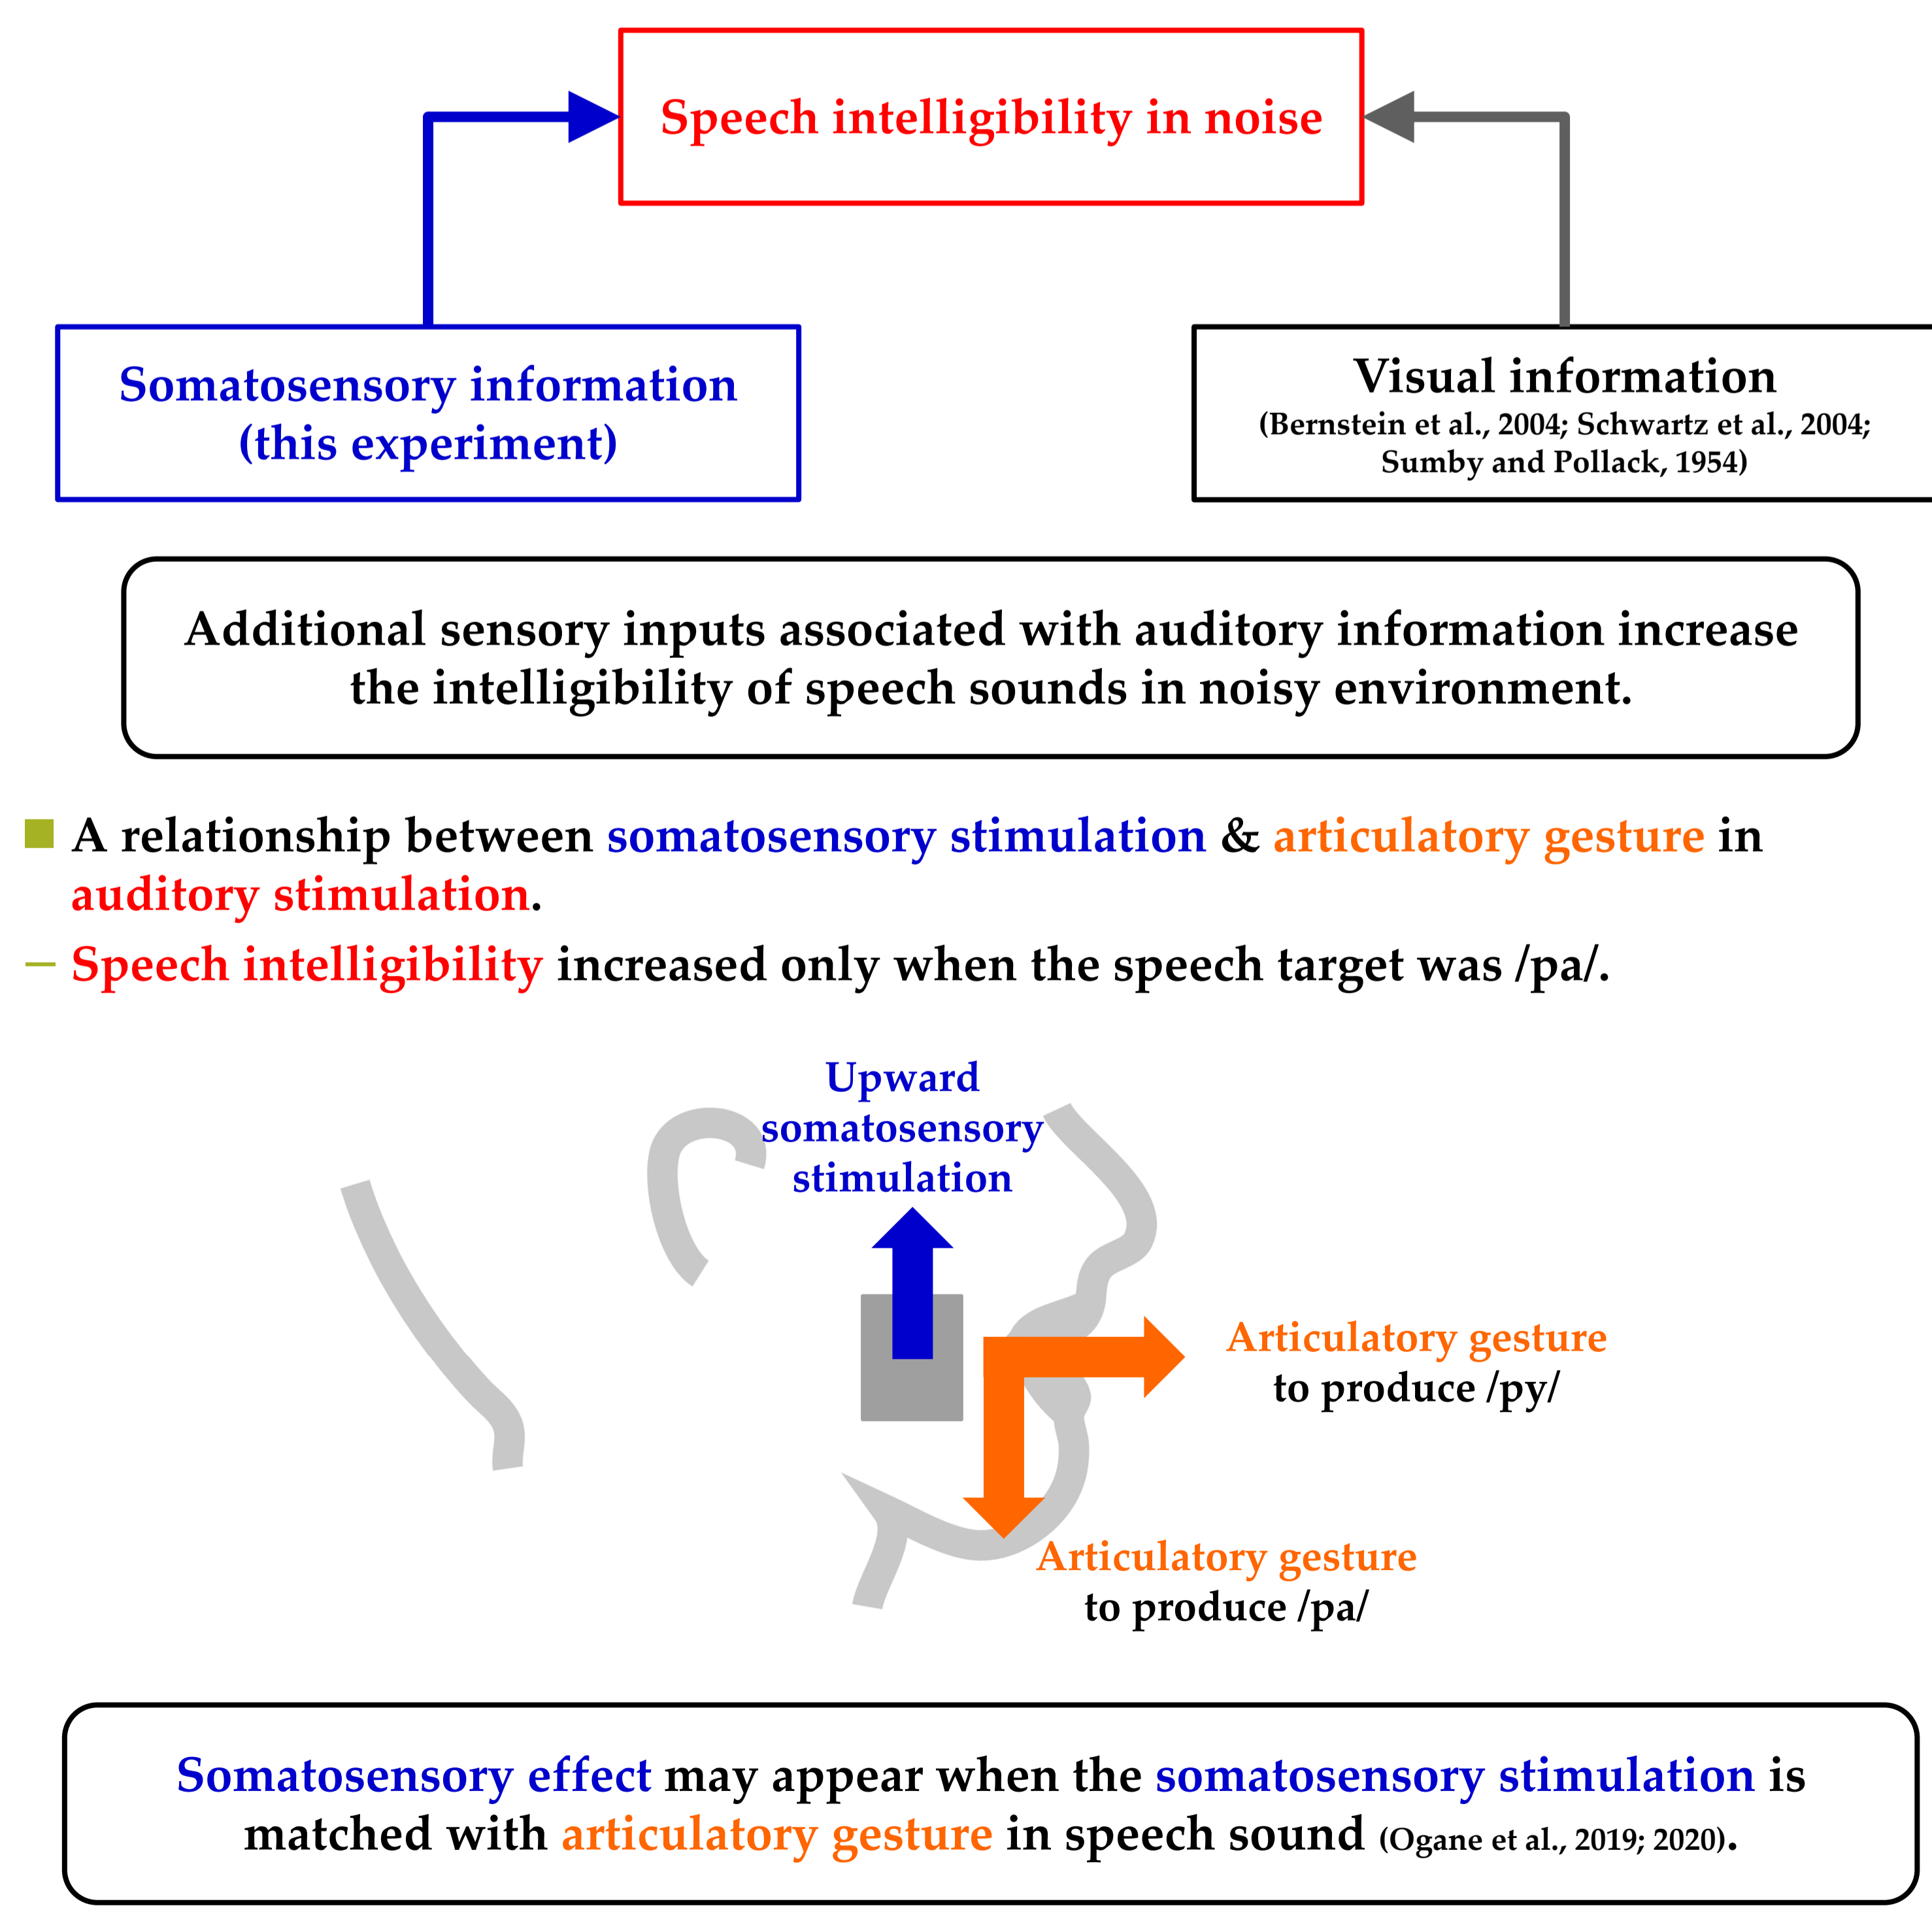 Speech intelligibility in noise
Somatosensory information
(this experiment)
Visual information
(Bernstein et al., 2004; Schwartz et al., 2004;
Sumby and Pollack, 1954)
Additional sensory inputs associated with auditory information increase
the intelligibility of speech sounds in noisy environment.
A relationship between somatosensory stimulation & articulatory gesture in
auditory stimulation.
Speech intelligibility increased only when the speech target was /pa/.
Upward
somatosensory
stimulation
Articulatory gesture
to produce /py/
Articulatory gesture
to produce /pa/
Somatosensory effect may appear when the somatosensory stimulation is
matched with articulatory gesture in speech sound (Ogane et al., 2019; 2020).